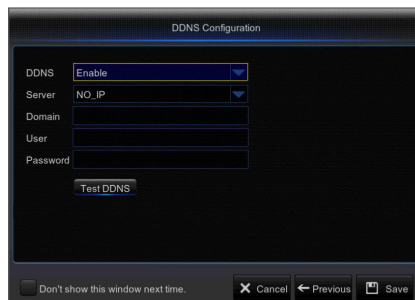 DDNS Configuration
DDNS Enable
Server NO_IP
Domain
User
Password
Test DDNS
Don't show this window next time. Cancel Previous Save